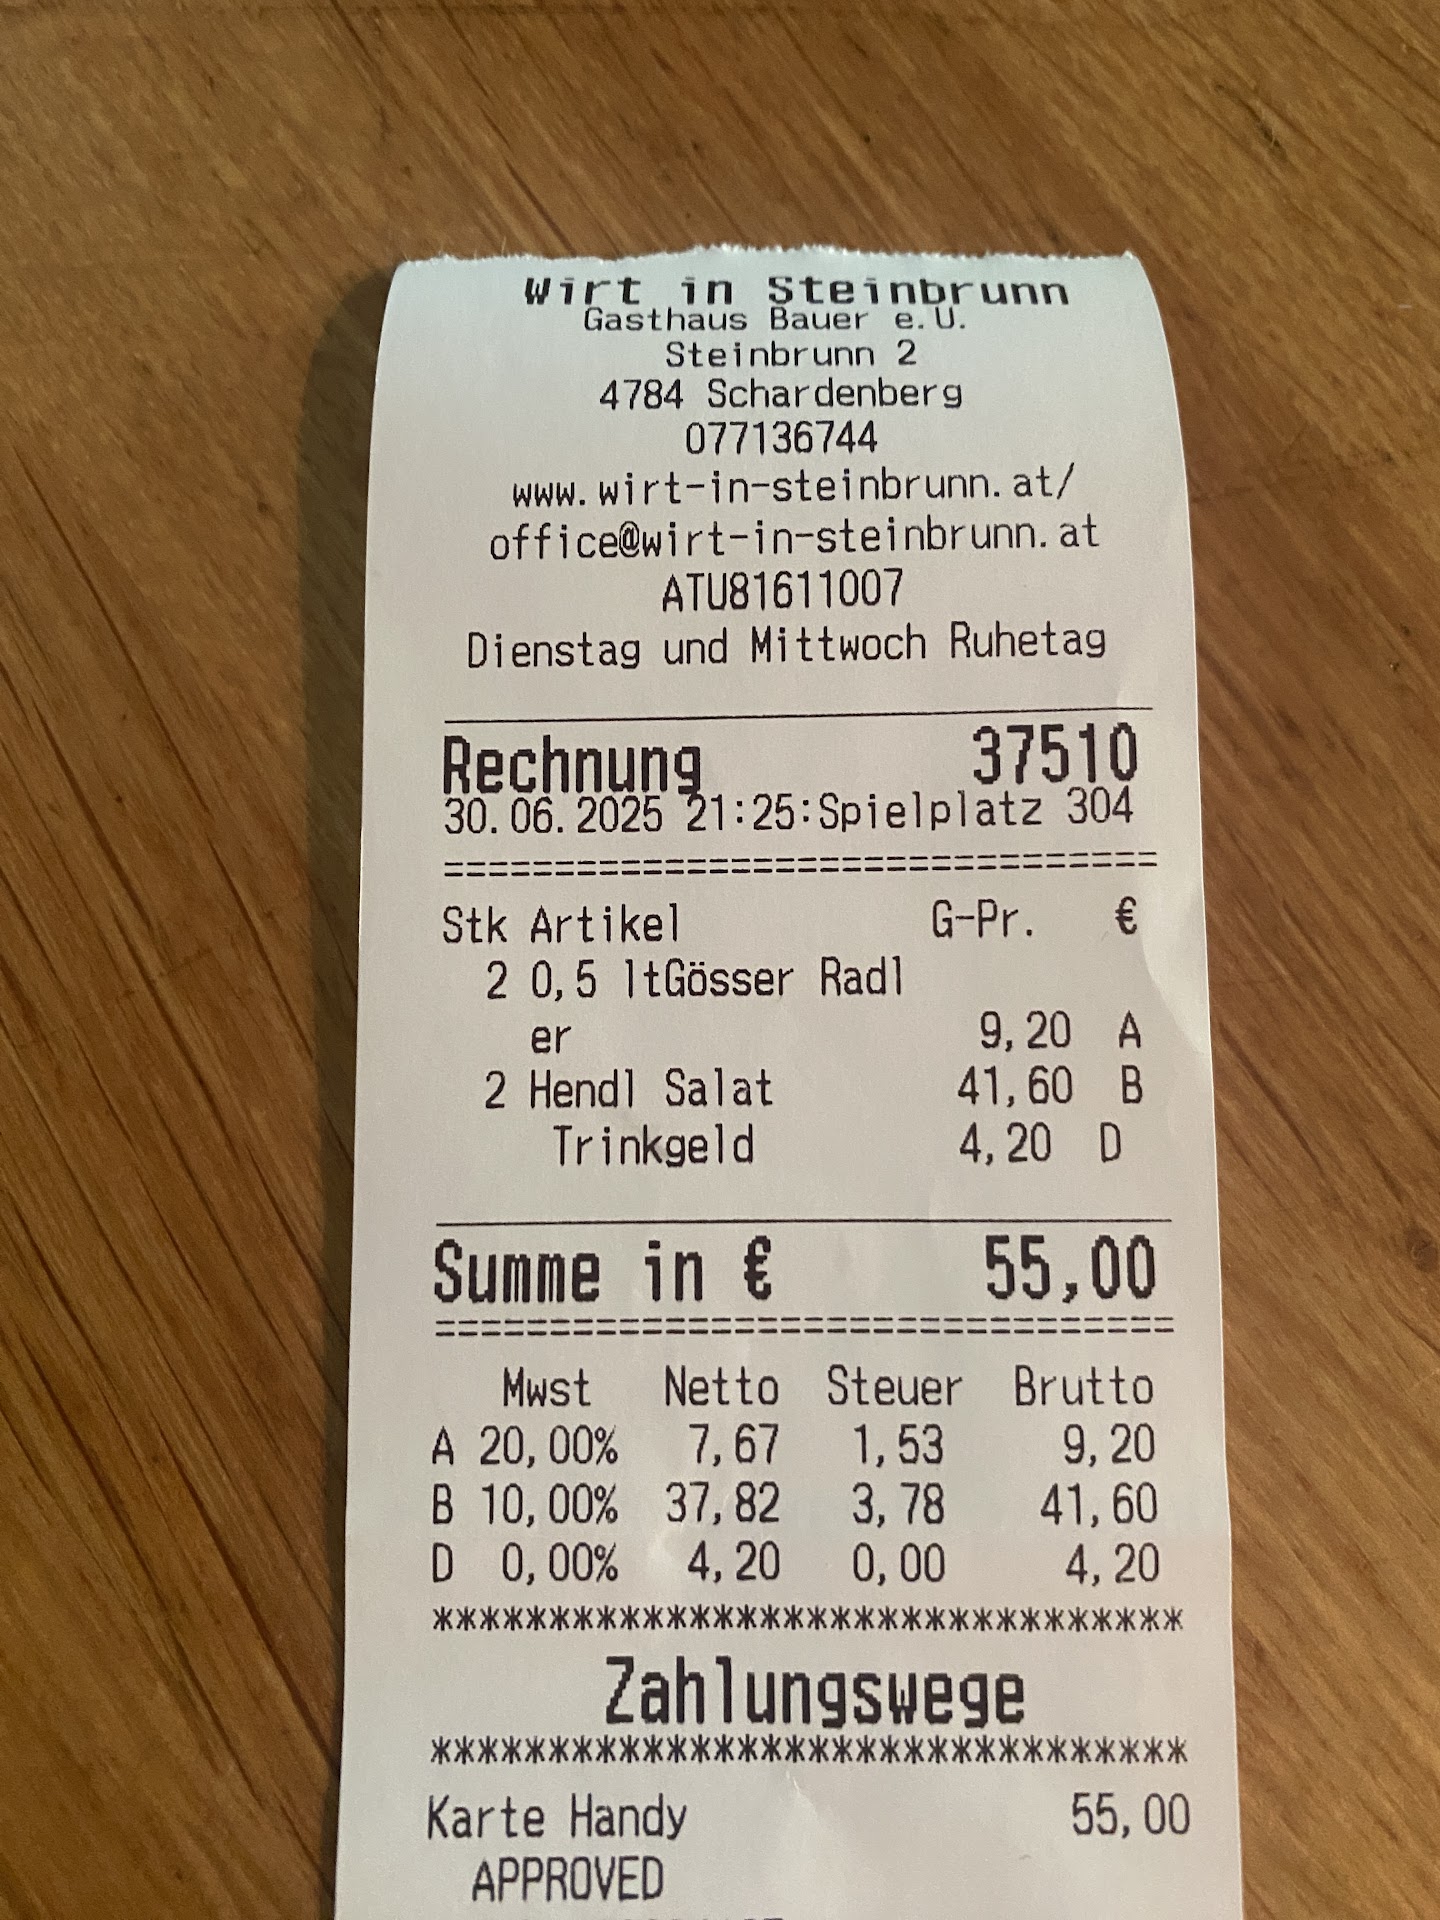 Wirt in Steinbrunn
Gasthaus Bauer e.U.
Steinbrunn 2
4784 Schardenberg
077136744
www.wirt-in-steinbrunn.at/
office@wirt-in-steinbrunn.at
ATU81611007
Dienstag und Mittwoch Ruhetag
Rechnung 37510
30.06.2025 21:25:Spielplatz 304
================================
Stk Artikel G-Pr. €
2 0,5 ltGösser Radl
er 9,20 A
2 Hendl Salat 41,60 B
Trinkgeld 4,20 D
Summe in € 55,00
================================
Mwst Netto Steuer Brutto
A 20,00% 7,67 1,53 9,20
B 10,00% 37,82 3,78 41,60
D 0,00% 4,20 0,00 4,20
********************************
Zahlungswege
********************************
Karte Handy 55,00
APPROVED